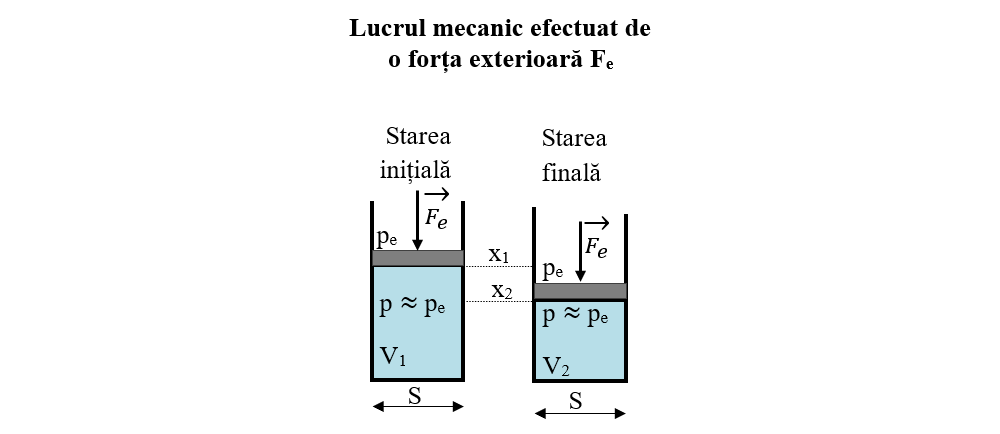 Lucrul mecanic efectuat de
o forța exterioară Fₑ
Starea
inițială
Starea
finală
Fₑ
pₑ
x₁
Fₑ
pₑ
x₂
p ≈ pₑ
p ≈ pₑ
V₁
V₂
S
S